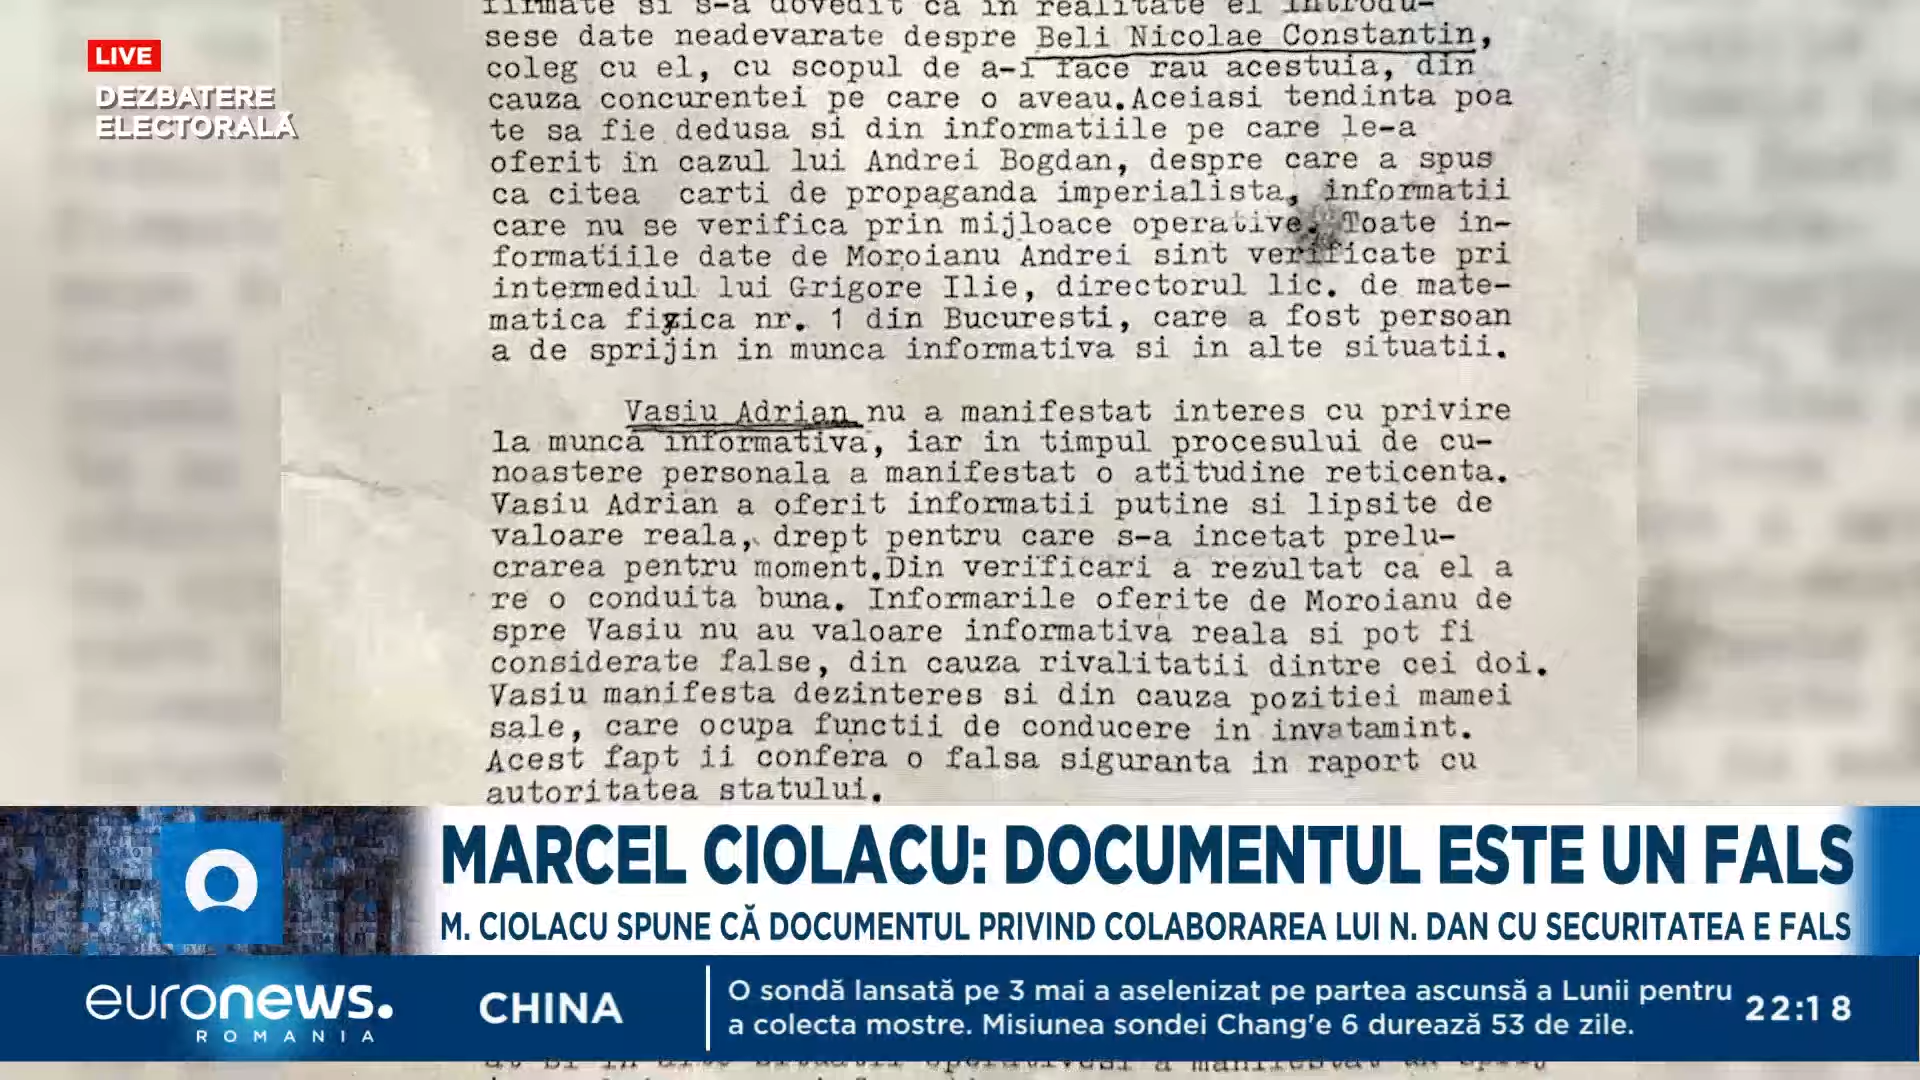 firmate si s-a dovedit ca in realitate el introdu-
sese date neadevarate despre Beli Nicolae Constantin,
coleg cu el, cu scopul de a-i face rau acestuia, din
cauza concurentei pe care o aveau.Aceiasi tendinta poa
te sa fie dedusa si din informatiile pe care le-a
oferit in cazul lui Andrei Bogdan, despre care a spus
ca citea carti de propaganda imperialista, informatii
care nu se verifica prin mijloace operative. Toate in-
formatiile date de Moroianu Andrei sint verificate pri
intermediul lui Grigore Ilie, directorul lic. de mate-
matica fizica nr. 1 din Bucuresti, care a fost persoan
a de sprijin in munca informativa si in alte situatii.
Vasiu Adrian nu a manifestat interes cu privire
la munca informativa, iar in timpul procesului de cu-
noastere personala a manifestat o atitudine reticenta.
Vasiu Adrian a oferit informatii putine si lipsite de
valoare reala, drept pentru care s-a incetat prelu-
crarea pentru moment.Din verificari a rezultat ca el a
re o conduita buna. Informarile oferite de Moroianu de
spre Vasiu nu au valoare informativa reala si pot fi
considerate false, din cauza rivalitatii dintre cei doi.
Vasiu manifesta dezinteres si din cauza pozitiei mamei
sale, care ocupa functii de conducere in invatamint.
Acest fapt ii confera o falsa siguranta in raport cu
autoritatea statului.
LIVE
DEZBATERE
ELECTORALĂ
MARCEL CIOLACU: DOCUMENTUL ESTE UN FALS
M. CIOLACU SPUNE CĂ DOCUMENTUL PRIVIND COLABORAREA LUI N. DAN CU SECURITATEA E FALS
euronews.
ROMANIA
CHINA
O sondă lansată pe 3 mai a aselenizat pe partea ascunsă a Lunii pentru
a colecta mostre. Misiunea sondei Chang'e 6 durează 53 de zile.
22:18